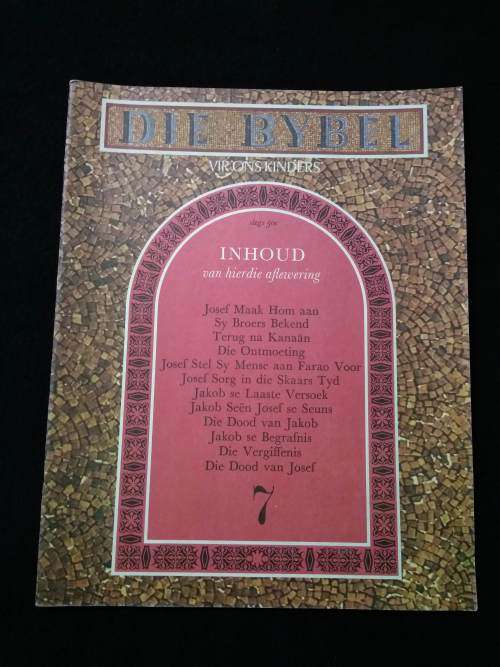 DIE BYBEL
VIR ONS KINDERS
slegs 50c
INHOUD
van hierdie aflewering
Josef Maak Hom aan
Sy Broers Bekend
Terug na Kanaän
Die Ontmoeting
Josef Stel Sy Mense aan Farao Voor
Josef Sorg in die Skaars Tyd
Jakob se Laaste Versoek
Jakob Seën Josef se Seuns
Die Dood van Jakob
Jakob se Begrafnis
Die Vergiffenis
Die Dood van Josef
7